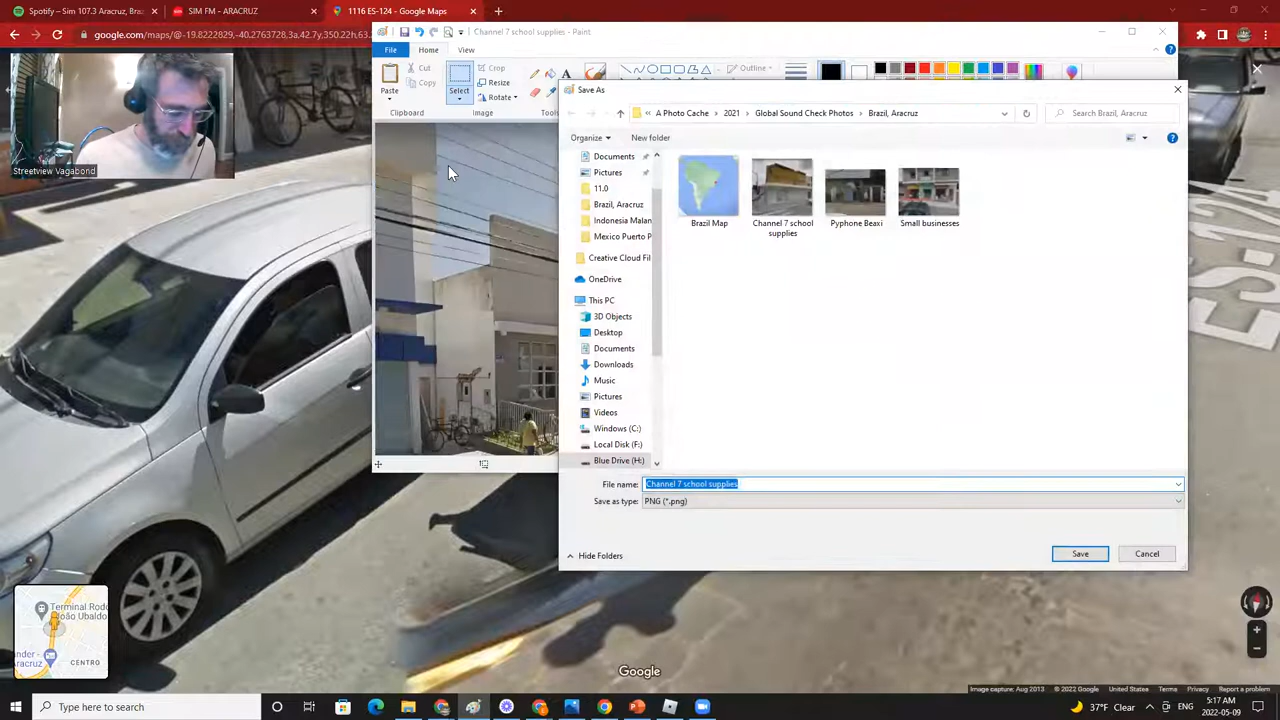 Spotify – Sim 107.3 Aracruz, Braz
SIM FM - ARACRUZ
1116 ES-124 - Google Maps
google.com/maps/@-19.8222829,-40.2763728,3a,42.7y,350.22h,63.
Streetview Vagabond
Channel 7 school supplies - Paint
File
Home
View
Paste
Cut
Copy
Clipboard
Select
Crop
Resize
Rotate
Image
Tools
Outline
Save As
« A Photo Cache > 2021 > Global Sound Check Photos > Brazil, Aracruz
Search Brazil, Aracruz
Organize
New folder
Documents
Pictures
11.0
Brazil, Aracruz
Indonesia Malan
Mexico Puerto P
Creative Cloud Fil
OneDrive
This PC
3D Objects
Desktop
Documents
Downloads
Music
Pictures
Videos
Windows (C:)
Local Disk (F:)
Blue Drive (H:)
Brazil Map
Channel 7 school
supplies
Pyphone Beaxi
Small businesses
File name:
Channel 7 school supplies
Save as type:
PNG (*.png)
Hide Folders
Save
Cancel
Terminal Rodo
João Ubaldo
nder -
Aracruz
CENTRO
Google
Image capture: Aug 2013
© 2022 Google
United States
Terms
Privacy
Report a problem
Type here to search
37°F Clear
ENG
5:17 AM
2022-05-09